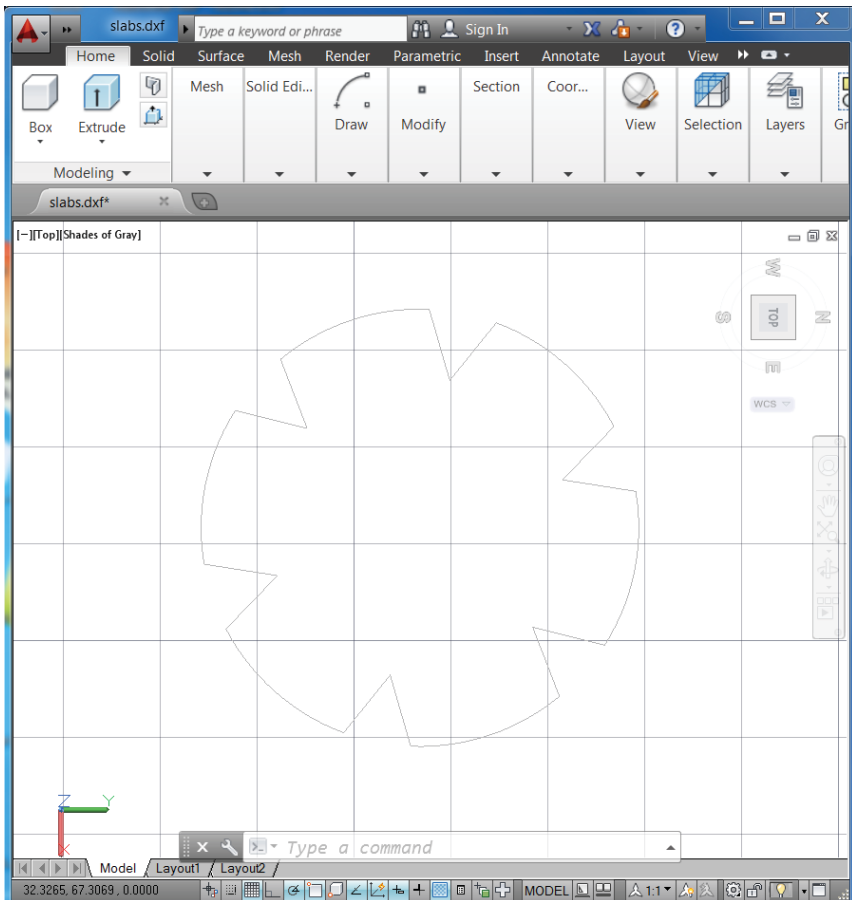 slabs.dxf Type a keyword or phrase Sign In
Home Solid Surface Mesh Render Parametric Insert Annotate Layout View
Box Extrude Mesh Solid Edi... Draw Modify Section Coor... View Selection Layers Gr
Modeling
slabs.dxf*
[−][Top][Shades of Gray]
W
S TOP N
E
WCS
Z Y
X
Type a command
Model Layout1 Layout2
32.3265, 67.3069 , 0.0000 MODEL 1:1